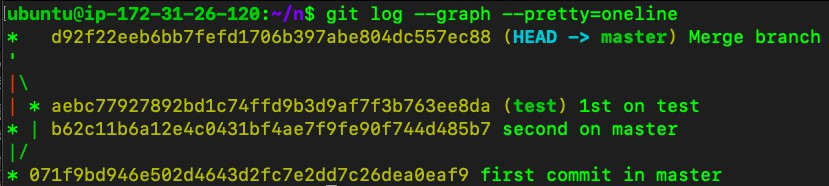 ubuntu@ip-172-31-26-120:~/n$ git log --graph --pretty=oneline
*   d92f22eeb6bb7fefd1706b397abe804dc557ec88 (HEAD -> master) Merge branch
'
|\
| * aebc77927892bd1c74ffd9b3d9af7f3b763ee8da (test) 1st on test
* | b62c11b6a12e4c0431bf4ae7f9fe90f744d485b7 second on master
|/
* 071f9bd946e502d4643d2fc7e2dd7c26dea0eaf9 first commit in master